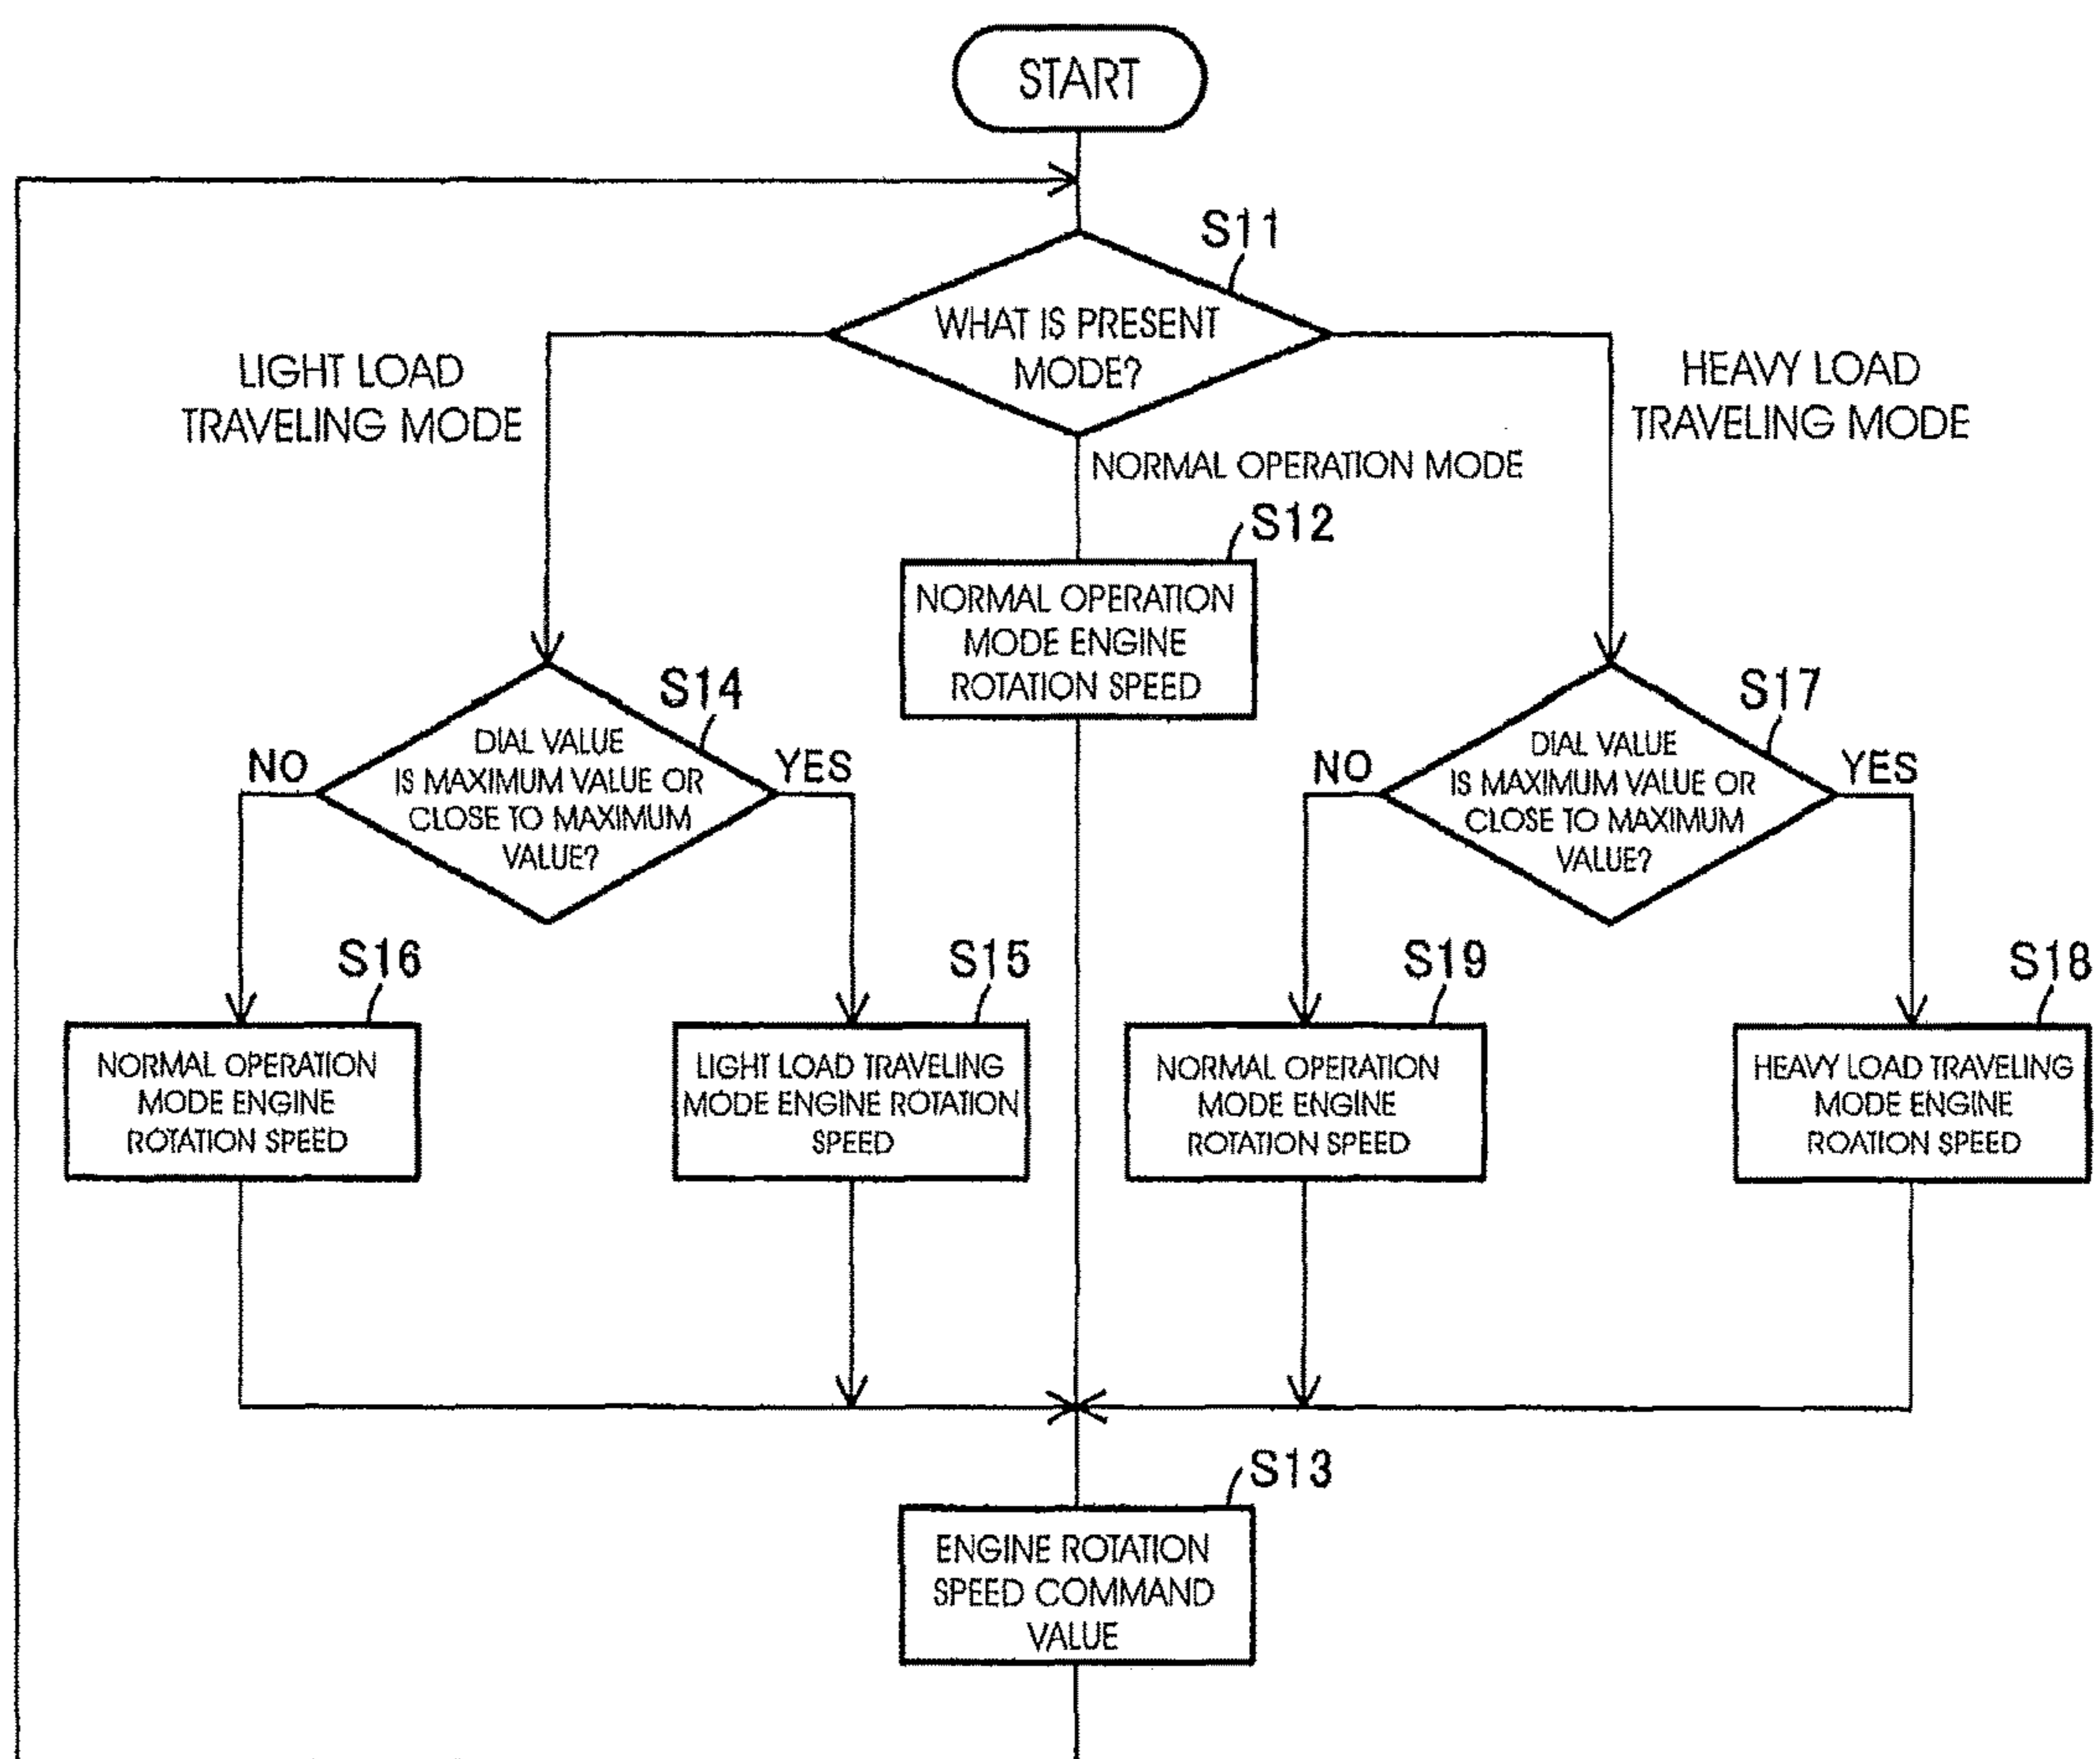 START
S11
WHAT IS PRESENT
MODE?
LIGHT LOAD
TRAVELING MODE
HEAVY LOAD
TRAVELING MODE
NORMAL OPERATION MODE
S12
NORMAL OPERATION
MODE ENGINE
ROTATION SPEED
S14
NO
YES
DIAL VALUE
IS MAXIMUM VALUE OR
CLOSE TO MAXIMUM
VALUE?
S17
NO
YES
DIAL VALUE
IS MAXIMUM VALUE OR
CLOSE TO MAXIMUM
VALUE?
S16
NORMAL OPERATION
MODE ENGINE
ROTATION SPEED
S15
LIGHT LOAD TRAVELING
MODE ENGINE ROTATION
SPEED
S19
NORMAL OPERATION
MODE ENGINE
ROTATION SPEED
S18
HEAVY LOAD TRAVELING
MODE ENGINE
ROATION SPEED
S13
ENGINE ROTATION
SPEED COMMAND
VALUE